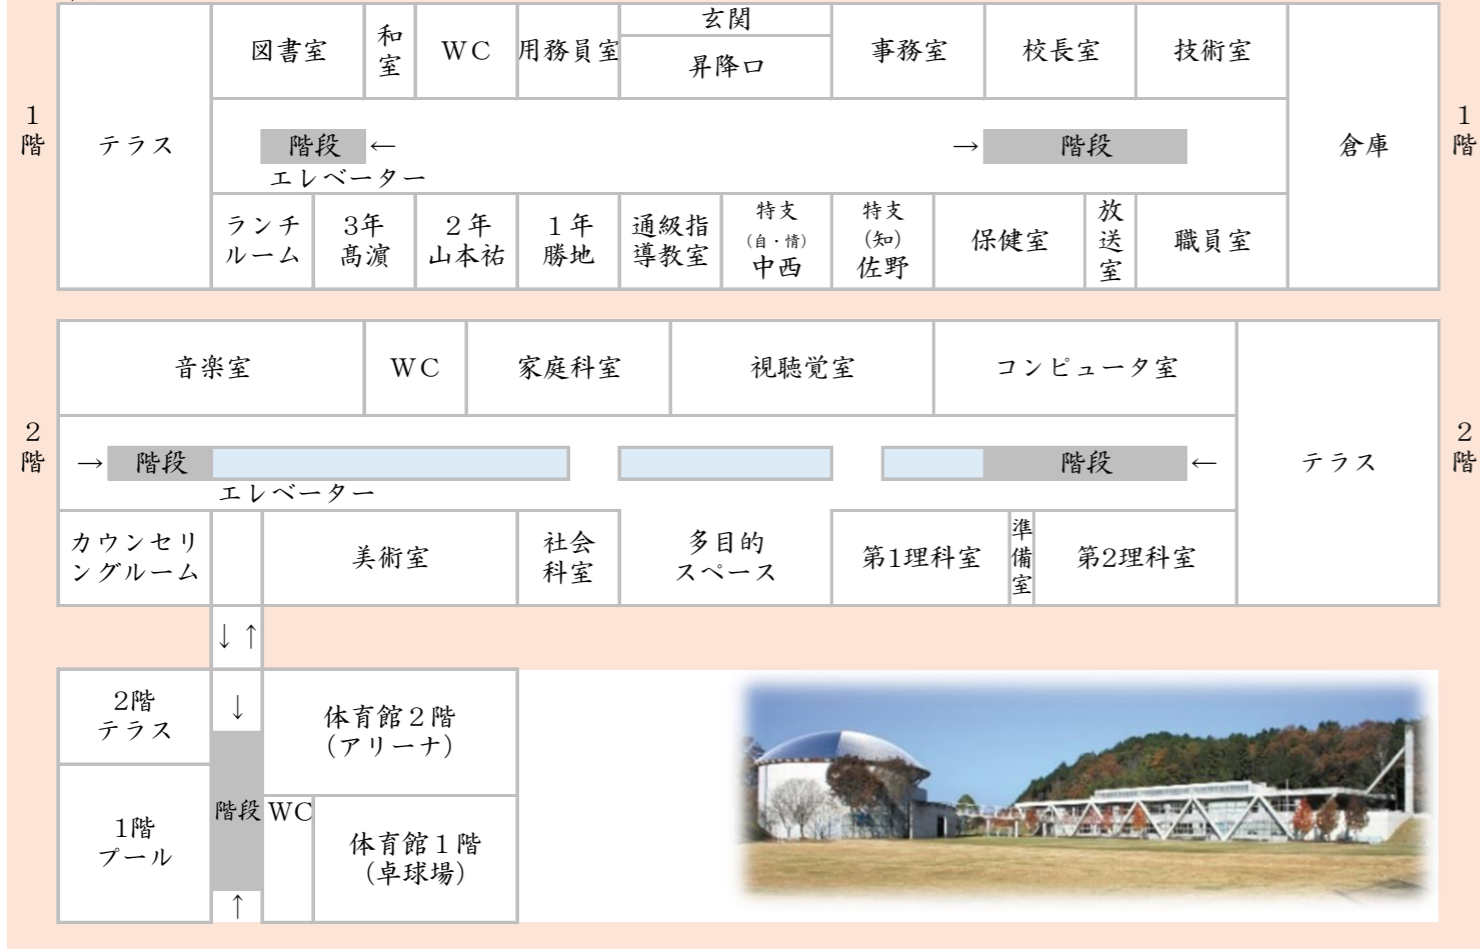 図書室
和
室
ＷＣ
用務員室
玄関
昇降口
事務室
校長室
技術室
1
階
テラス
階段
←
→
階段
倉庫
1
階
エレベーター
ランチ
ルーム
3年
髙濵
２年
山本祐
１年
勝地
通級指
導教室
特支
（自・情）
中西
特支
（知）
佐野
保健室
放
送
室
職員室
音楽室
ＷＣ
家庭科室
視聴覚室
コンピュータ室
2
階
→
階段
階段
←
テラス
2
階
エレベーター
カウンセリ
ングルーム
美術室
社会
科室
多目的
スペース
第1理科室
準
備
室
第2理科室
↓↑
2階
テラス
↓
体育館２階
（アリーナ）
1階
プール
階段
WC
体育館１階
（卓球場）
↑